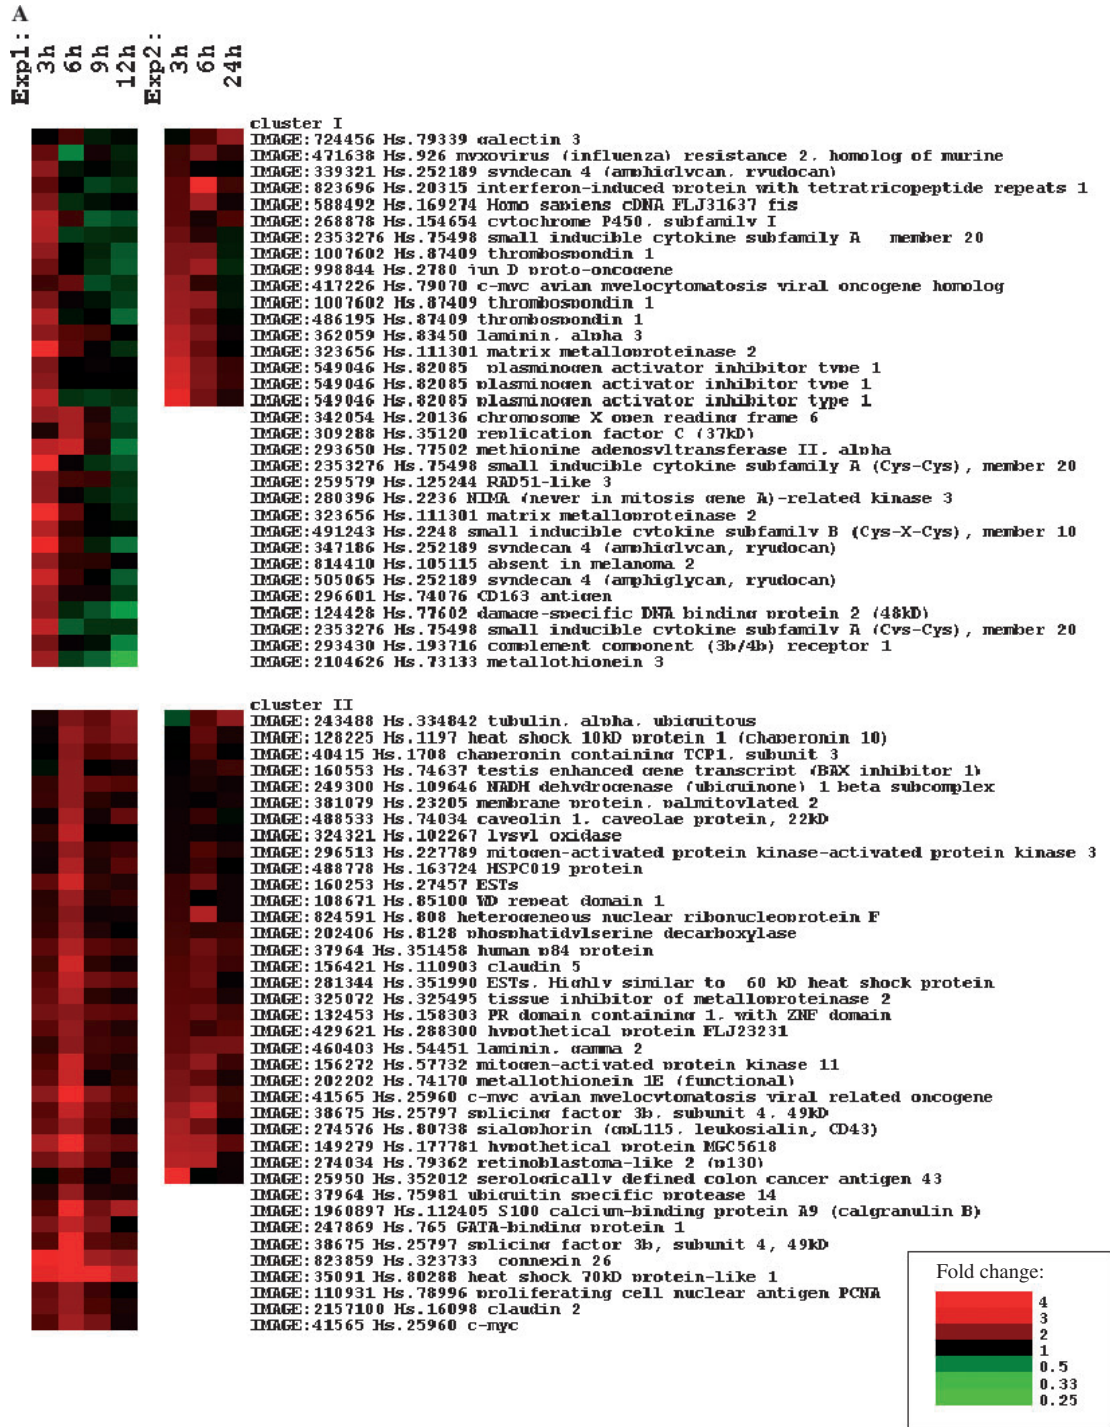 A
Exp1:
3h
6h
9h
12h
Exp2:
3h
6h
24h
cluster I
IMAGE:724456 Hs.79339 galectin 3
IMAGE:471638 Hs.926 myxovirus (influenza) resistance 2, homolog of murine
IMAGE:339321 Hs.252189 syndecan 4 (amphiglycan, ryudocan)
IMAGE:823696 Hs.20315 interferon-induced protein with tetratricopeptide repeats 1
IMAGE:588492 Hs.169274 Homo sapiens cDNA FLJ31637 fis
IMAGE:268878 Hs.154654 cytochrome P450, subfamily I
IMAGE:2353276 Hs.75498 small inducible cytokine subfamily A member 20
IMAGE:1007602 Hs.87409 thrombospondin 1
IMAGE:998844 Hs.2780 jun D proto-oncogene
IMAGE:417226 Hs.79070 c-myc avian myelocytomatosis viral oncogene homolog
IMAGE:1007602 Hs.87409 thrombospondin 1
IMAGE:486195 Hs.87409 thrombospondin 1
IMAGE:362059 Hs.83450 laminin, alpha 3
IMAGE:323656 Hs.111301 matrix metalloproteinase 2
IMAGE:549046 Hs.82085 plasminogen activator inhibitor type 1
IMAGE:549046 Hs.82085 plasminogen activator inhibitor type 1
IMAGE:549046 Hs.82085 plasminogen activator inhibitor type 1
IMAGE:342054 Hs.20136 chromosome X open reading frame 6
IMAGE:309288 Hs.35120 replication factor C (37kD)
IMAGE:293650 Hs.77502 methionine adenosyltransferase II, alpha
IMAGE:2353276 Hs.75498 small inducible cytokine subfamily A (Cys-Cys), member 20
IMAGE:259579 Hs.125244 RAD51-like 3
IMAGE:280396 Hs.2236 NIMA (never in mitosis gene A)-related kinase 3
IMAGE:323656 Hs.111301 matrix metalloproteinase 2
IMAGE:491243 Hs.2248 small inducible cytokine subfamily B (Cys-X-Cys), member 10
IMAGE:347186 Hs.252189 syndecan 4 (amphiglycan, ryudocan)
IMAGE:814410 Hs.105115 absent in melanoma 2
IMAGE:505065 Hs.252189 syndecan 4 (amphiglycan, ryudocan)
IMAGE:296601 Hs.74076 CD163 antigen
IMAGE:124428 Hs.77602 damage-specific DNA binding protein 2 (48kD)
IMAGE:2353276 Hs.75498 small inducible cytokine subfamily A (Cys-Cys), member 20
IMAGE:293430 Hs.193716 complement component (3b/4b) receptor 1
IMAGE:2104626 Hs.73133 metallothionein 3
cluster II
IMAGE:243488 Hs.334842 tubulin, alpha, ubiquitous
IMAGE:128225 Hs.1197 heat shock 10kD protein 1 (chaperonin 10)
IMAGE:40415 Hs.1708 chaperonin containing TCP1, subunit 3
IMAGE:160553 Hs.74637 testis enhanced gene transcript (BAX inhibitor 1)
IMAGE:249300 Hs.109646 NADH dehydrogenase (ubiquinone) 1 beta subcomplex
IMAGE:381079 Hs.23205 membrane protein, palmitoylated 2
IMAGE:488533 Hs.74034 caveolin 1, caveolae protein, 22kD
IMAGE:324321 Hs.102267 lysyl oxidase
IMAGE:296513 Hs.227789 mitogen-activated protein kinase-activated protein kinase 3
IMAGE:488778 Hs.163724 HSPC019 protein
IMAGE:160253 Hs.27457 ESTs
IMAGE:108671 Hs.85100 WD repeat domain 1
IMAGE:824591 Hs.808 heterogeneous nuclear ribonucleoprotein F
IMAGE:202406 Hs.8128 phosphatidylserine decarboxylase
IMAGE:37964 Hs.351458 human p84 protein
IMAGE:156421 Hs.110903 claudin 5
IMAGE:281344 Hs.351990 ESTs, Highly similar to 60 kD heat shock protein
IMAGE:325072 Hs.325495 tissue inhibitor of metalloproteinase 2
IMAGE:132453 Hs.158303 PR domain containing 1, with ZNF domain
IMAGE:429621 Hs.288300 hypothetical protein FLJ23231
IMAGE:460403 Hs.54451 laminin, gamma 2
IMAGE:156272 Hs.57732 mitogen-activated protein kinase 11
IMAGE:202202 Hs.74170 metallothionein 1E (functional)
IMAGE:41565 Hs.25960 c-myc avian myelocytomatosis viral related oncogene
IMAGE:38675 Hs.25797 splicing factor 3b, subunit 4, 49kD
IMAGE:274576 Hs.80738 sialophorin (gpL115, leukosialin, CD43)
IMAGE:149279 Hs.177781 hypothetical protein MGC5618
IMAGE:274034 Hs.79362 retinoblastoma-like 2 (p130)
IMAGE:25950 Hs.352012 serologically defined colon cancer antigen 43
IMAGE:37964 Hs.75981 ubiquitin specific protease 14
IMAGE:1960897 Hs.112405 S100 calcium-binding protein A9 (calgranulin B)
IMAGE:247869 Hs.765 GATA-binding protein 1
IMAGE:38675 Hs.25797 splicing factor 3b, subunit 4, 49kD
IMAGE:823859 Hs.323733 connexin 26
IMAGE:35091 Hs.80288 heat shock 70kD protein-like 1
IMAGE:110931 Hs.78996 proliferating cell nuclear antigen PCNA
IMAGE:2157100 Hs.16098 claudin 2
IMAGE:41565 Hs.25960 c-myc
Fold change:
4
3
2
1
0.5
0.33
0.25